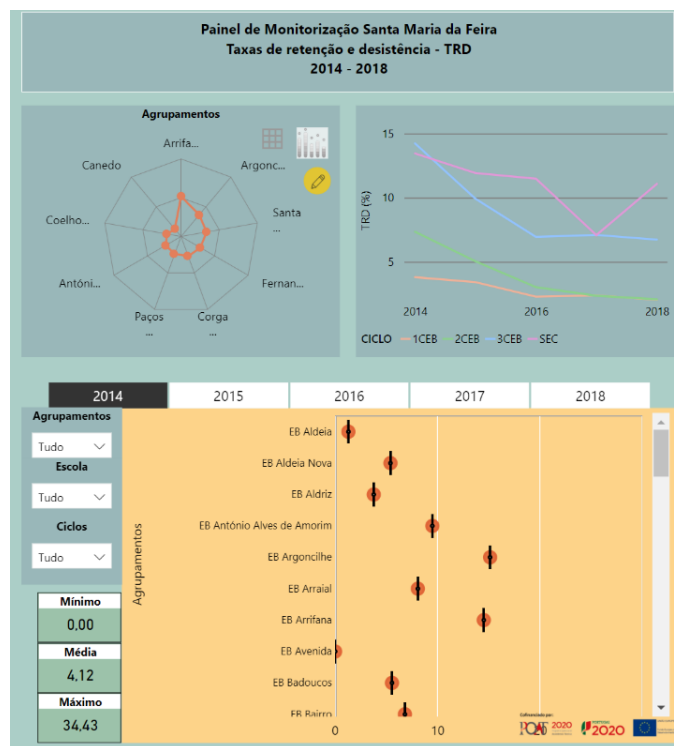 Painel de Monitorização Santa Maria da Feira
Taxas de retenção e desistência - TRD
2014 - 2018
Agrupamentos
Arrifa...
Canedo
Argonc...
Coelho...
Santa
...
Antóni...
Fernan...
Paços
...
Corga
...
15
10
5
TRD (%)
2014
2016
2018
CICLO
1CEB
2CEB
3CEB
SEC
2014
2015
2016
2017
2018
Agrupamentos
Tudo
Escola
Tudo
Ciclos
Tudo
Mínimo
0,00
Média
4,12
Máximo
34,43
Agrupamentos
EB Aldeia
EB Aldeia Nova
EB Aldriz
EB António Alves de Amorim
EB Argoncilhe
EB Arraial
EB Arrifana
EB Avenida
EB Badoucos
EB Bairro
0
10
Cofinanciado por:
2020
PORTUGAL
2020